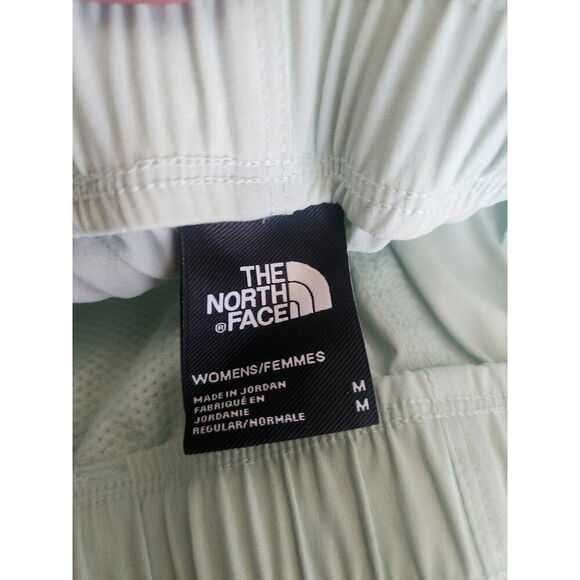 THE
NORTH
® FACE
WOMENS/FEMMES
MADE IN JORDAN M
FABRIQUÉ EN M
JORDANIE
REGULAR/NORMALE